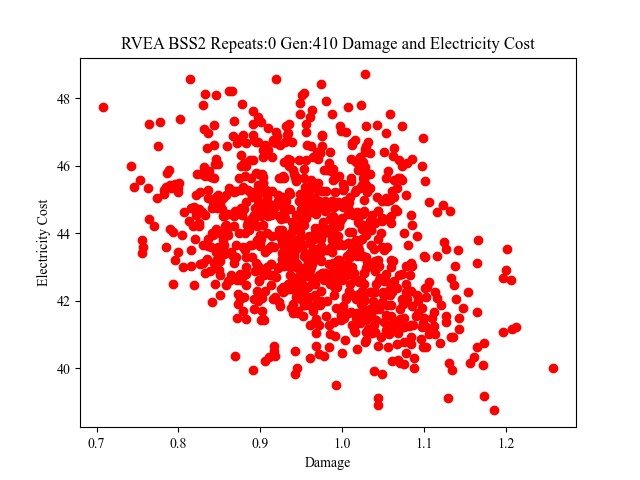 RVEA BSS2 Repeats:0 Gen:410 Damage and Electricity Cost
48
46
44
42
40
Electricity Cost
0.7 0.8 0.9 1.0 1.1 1.2
Damage